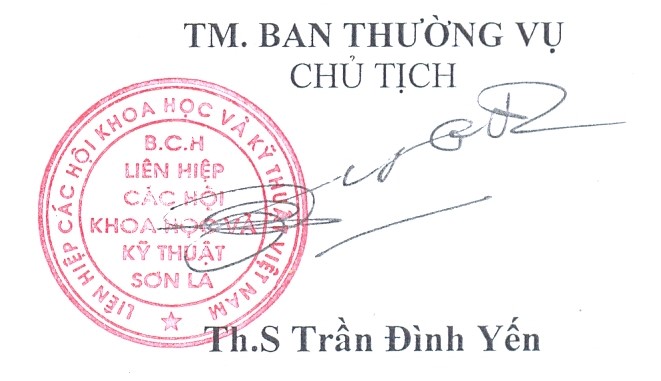 TM. BAN THƯỜNG VỤ
CHỦ TỊCH
LIÊN HIỆP CÁC HỘI KHOA HỌC VÀ KỸ THUẬT VIỆT NAM
B.C.H
LIÊN HIỆP
CÁC HỘI
KHOA HỌC VÀ
KỸ THUẬT
SƠN LA
Th.S Trần Đình Yến